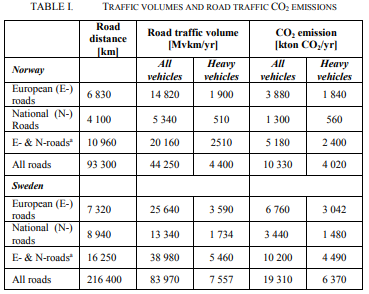 TABLE I. TRAFFIC VOLUMES AND ROAD TRAFFIC CO2 EMISSIONS
Road distance [km] Road traffic volume [Mvkm/yr] CO2 emission [kton CO2/yr]
Norway All vehicles Heavy vehicles All vehicles Heavy vehicles
European (E-) roads 6 830 14 820 1 900 3 880 1 840
National (N-) Roads 4 100 5 340 510 1 300 560
E- & N-roadsa 10 960 20 160 2510 5 180 2 400
All roads 93 300 44 250 4 400 10 330 4 020
Sweden
European (E-) roads 7 320 25 640 3 590 6 760 3 042
National (N-) roads 8 940 13 340 1 734 3 440 1 480
E- & N-roadsa 16 250 38 980 5 460 10 200 4 490
All roads 216 400 83 970 7 557 19 310 6 370